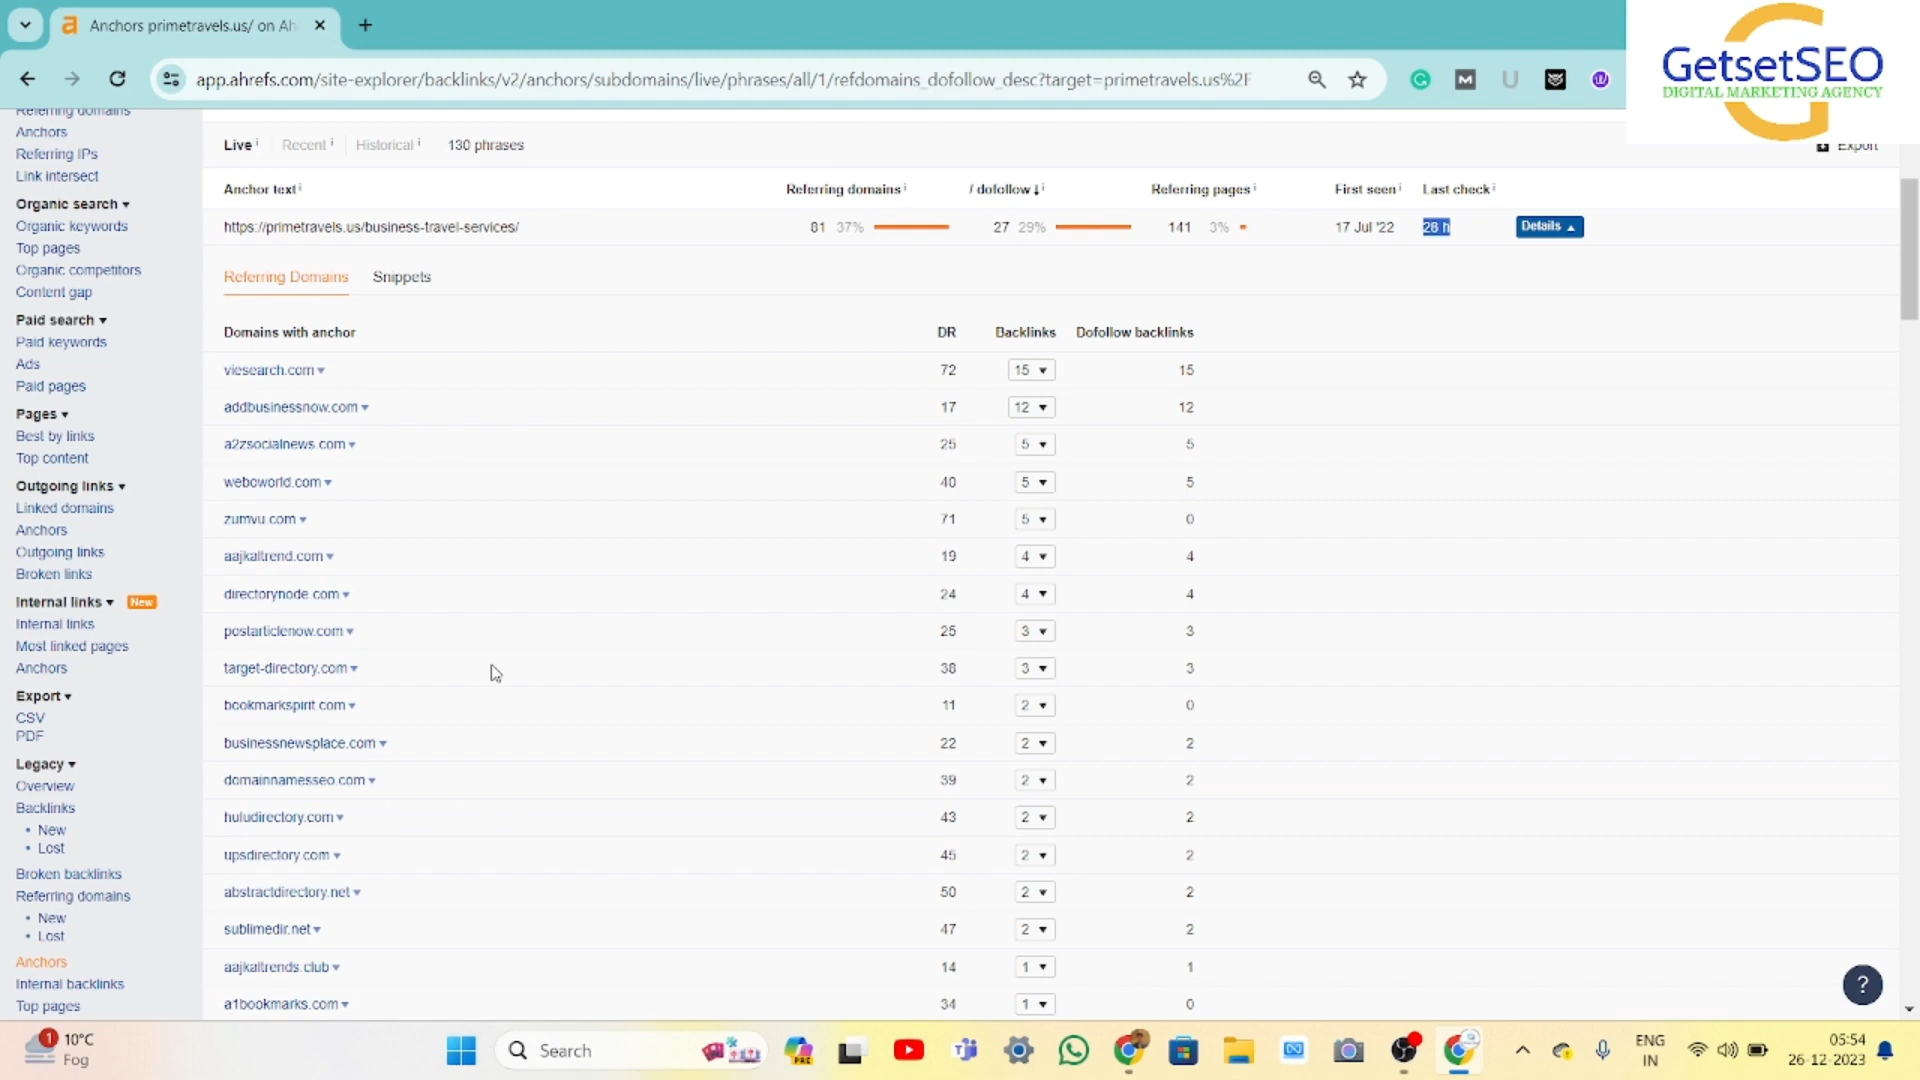 Anchors primetravels.us/ on Ah
app.ahrefs.com/site-explorer/backlinks/v2/anchors/subdomains/live/phrases/all/1/refdomains_dofollow_desc?target=primetravels.us%2F
GetsetSEO
DIGITAL MARKETING AGENCY
Referring domains
Anchors
Referring IPs
Link intersect
Organic search
Organic keywords
Top pages
Organic competitors
Content gap
Paid search
Paid keywords
Ads
Paid pages
Pages
Best by links
Top content
Outgoing links
Linked domains
Anchors
Outgoing links
Broken links
Internal links New
Internal links
Most linked pages
Anchors
Export
CSV
PDF
Legacy
Overview
Backlinks
• New
• Lost
Broken backlinks
Referring domains
• New
• Lost
Anchors
Internal backlinks
Top pages
Live i Recent i Historical i 130 phrases Export
Anchor text i Referring domains i / dofollow ↓ i Referring pages i First seen i Last check i
https://primetravels.us/business-travel-services/ 81 37% 27 29% 141 3% 17 Jul '22 28 h Details
Referring Domains Snippets
Domains with anchor DR Backlinks Dofollow backlinks
viesearch.com 72 15 15
addbusinessnow.com 17 12 12
a2zsocialnews.com 25 5 5
weboworld.com 40 5 5
zumvu.com 71 5 0
aajkaltrend.com 19 4 4
directorynode.com 24 4 4
postarticlenow.com 25 3 3
target-directory.com 38 3 3
bookmarkspirit.com 11 2 0
businessnewsplace.com 22 2 2
domainnamesseo.com 39 2 2
huludirectory.com 43 2 2
upsdirectory.com 45 2 2
abstractdirectory.net 50 2 2
sublimedir.net 47 2 2
aajkaltrends.club 14 1 1
a1bookmarks.com 34 1 0
?
1 10°C
Fog
Search
PRE
ENG
IN
05:54
26-12-2023